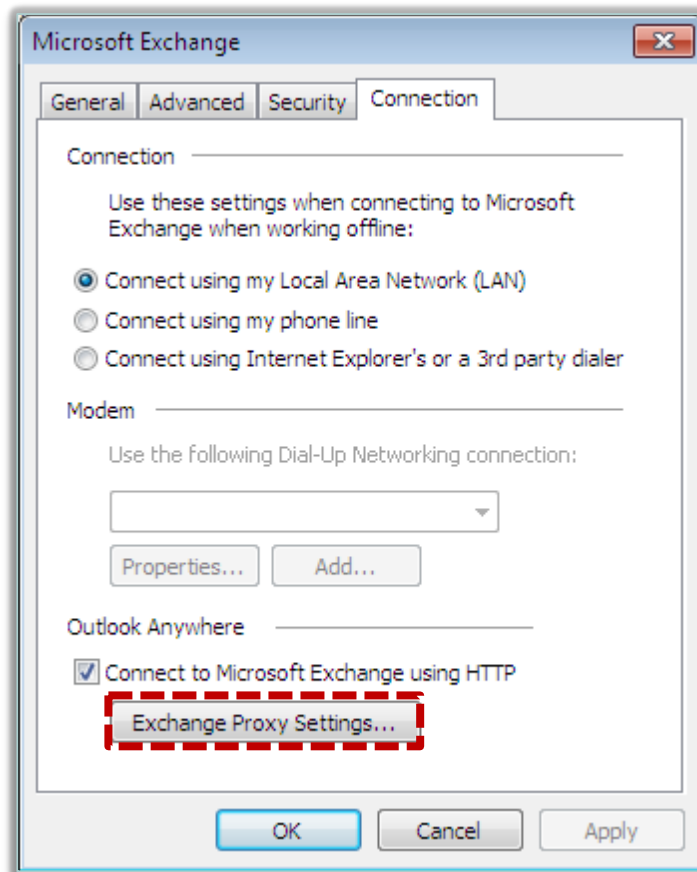 Microsoft Exchange
General Advanced Security Connection
Connection
Use these settings when connecting to Microsoft
Exchange when working offline:
Connect using my Local Area Network (LAN)
Connect using my phone line
Connect using Internet Explorer's or a 3rd party dialer
Modem
Use the following Dial-Up Networking connection:
Properties... Add...
Outlook Anywhere
Connect to Microsoft Exchange using HTTP
Exchange Proxy Settings...
OK Cancel Apply